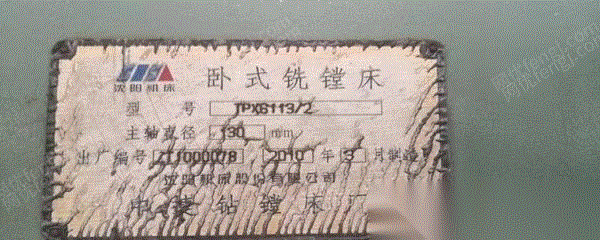 沈阳机床 卧式铣镗床
型 号 TPX6113/2
主轴直径 130 mm
出厂编号 T11000078 , 2010 年 3 月制造
沈阳机床股份有限公司
中捷钻镗床厂